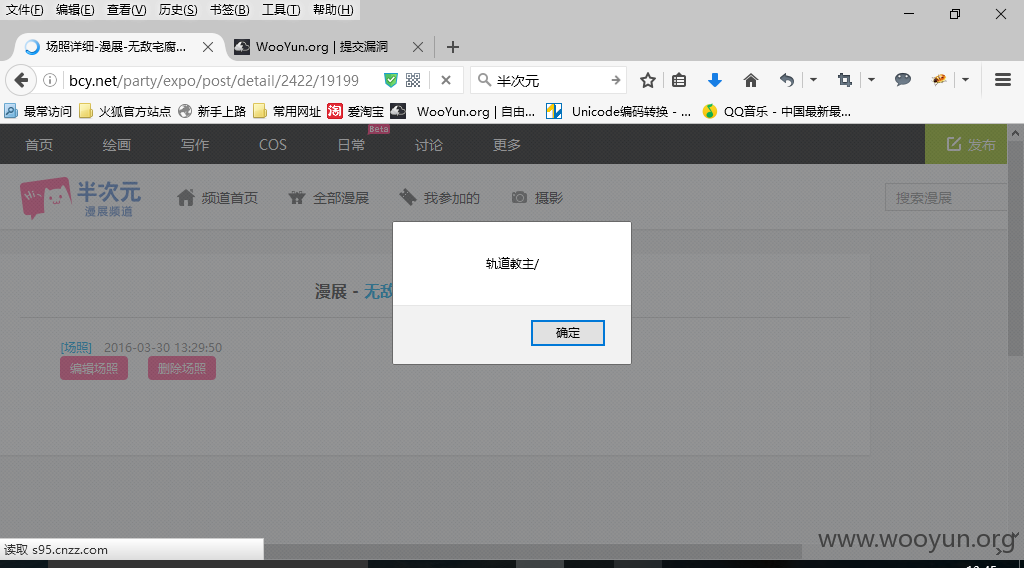 文件(F) 编辑(E) 查看(V) 历史(S) 书签(B) 工具(T) 帮助(H)
场照详细-漫展-无敌宅腐... WooYun.org | 提交漏洞
bcy.net/party/expo/post/detail/2422/19199 半次元
最常访问 火狐官方站点 新手上路 常用网址 淘 爱淘宝 WooYun.org | 自由... Unicode编码转换 - ... QQ音乐 - 中国最新最...
首页 绘画 写作 COS 日常 Beta 讨论 更多 发布
Hi, 半次元 频道首页 全部漫展 我参加的 摄影 搜索漫展
漫展频道
轨道教主/
漫展 - 无敌
确定
[场照] 2016-03-30 13:29:50
编辑场照 删除场照
www.wooyun.org
读取 s95.cnzz.com